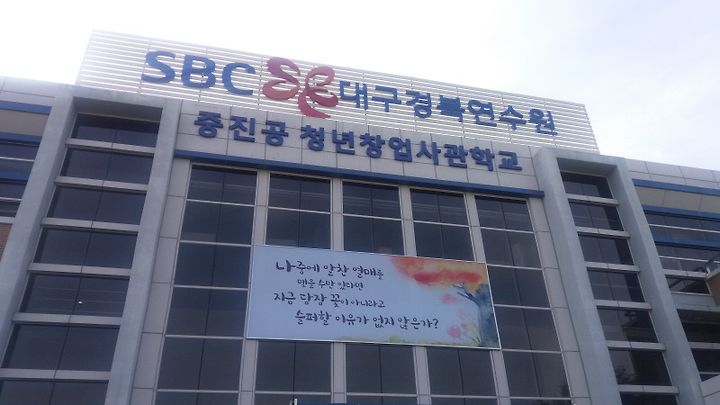 SBC 대구경북연수원
중진공 청년창업사관학교
나중에 알찬 열매를
맺을 수만 있다면
지금 당장 꽃이 아니라고
슬퍼할 이유가 없지 않은가?